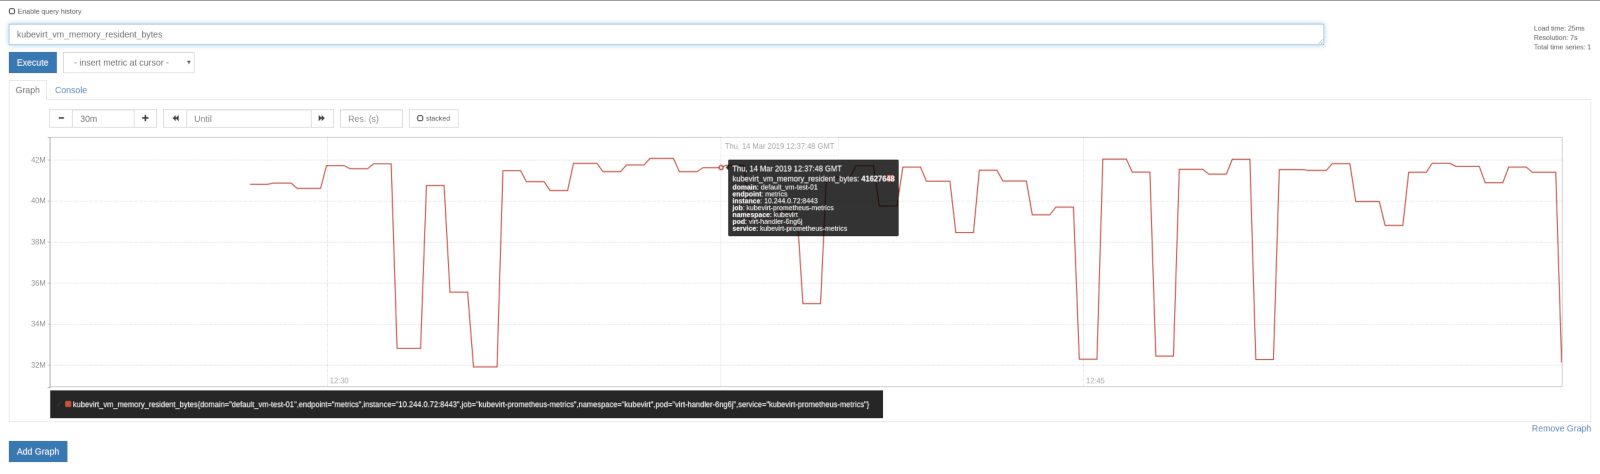 Enable query history
kubevirt_vm_memory_resident_bytes
Load time: 25ms
Resolution: 7s
Total time series: 1
Execute
- insert metric at cursor -
Graph
Console
30m
Until
Res. (s)
stacked
Thu, 14 Mar 2019 12:37:48 GMT
42M
40M
38M
36M
34M
32M
Thu, 14 Mar 2019 12:37:48 GMT
kubevirt_vm_memory_resident_bytes: 41627648
domain: default_vm-test-01
endpoint: metrics
instance: 10.244.0.72:8443
job: kubevirt-prometheus-metrics
namespace: kubevirt
pod: virt-handler-6ng6j
service: kubevirt-prometheus-metrics
12:30
12:45
kubevirt_vm_memory_resident_bytes{domain="default_vm-test-01",endpoint="metrics",instance="10.244.0.72:8443",job="kubevirt-prometheus-metrics",namespace="kubevirt",pod="virt-handler-6ng6j",service="kubevirt-prometheus-metrics"}
Remove Graph
Add Graph